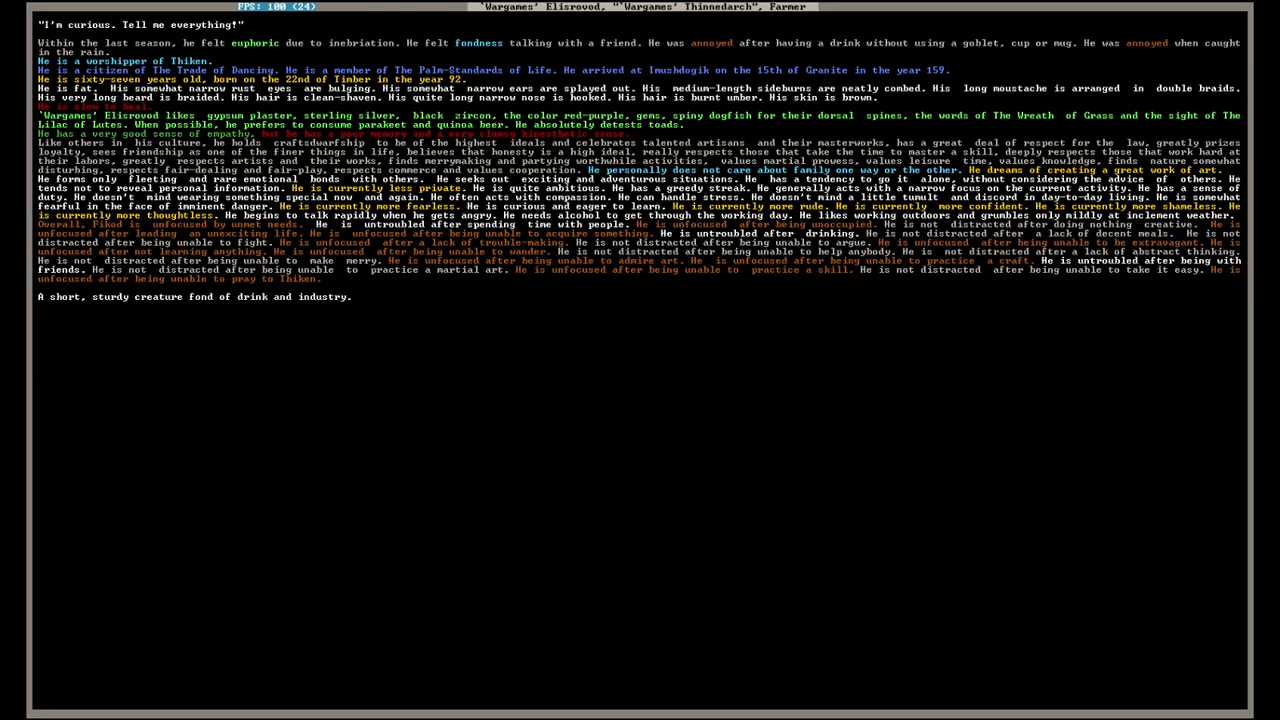 FPS: 100 (24)
`Wargames' Elisrovod, "`Wargames' Thinnedarch", Farmer
"I'm curious. Tell me everything!"
Within the last season, he felt euphoric due to inebriation. He felt fondness talking with a friend. He was annoyed after having a drink without using a goblet, cup or mug. He was annoyed when caught
in the rain.
He is a worshipper of Thiken.
He is a citizen of The Trade of Dancing. He is a member of The Palm-Standards of Life. He arrived at Imushdogik on the 15th of Granite in the year 159.
He is sixty-seven years old, born on the 22nd of Timber in the year 92.
He is fat. His somewhat narrow rust eyes are bulging. His somewhat narrow ears are splayed out. His medium-length sideburns are neatly combed. His long moustache is arranged in double braids.
His very long beard is braided. His hair is clean-shaven. His quite long narrow nose is hooked. His hair is burnt umber. His skin is brown.
He is slow to heal.
`Wargames' Elisrovod likes gypsum plaster, sterling silver, black zircon, the color red-purple, gems, spiny dogfish for their dorsal spines, the words of The Wreath of Grass and the sight of The
Lilac of Lutes. When possible, he prefers to consume parakeet and quinoa beer. He absolutely detests toads.
He has a very good sense of empathy, but he has a poor memory and a very clumsy kinesthetic sense.
Like others in his culture, he holds craftsdwarfship to be of the highest ideals and celebrates talented artisans and their masterworks, has a great deal of respect for the law, greatly prizes
loyalty, sees friendship as one of the finer things in life, believes that honesty is a high ideal, really respects those that take the time to master a skill, deeply respects those that work hard at
their labors, greatly respects artists and their works, finds merrymaking and partying worthwhile activities, values martial prowess, values leisure time, values knowledge, finds nature somewhat
disturbing, respects fair-dealing and fair-play, respects commerce and values cooperation. He personally does not care about family one way or the other. He dreams of creating a great work of art.
He forms only fleeting and rare emotional bonds with others. He seeks out exciting and adventurous situations. He has a tendency to go it alone, without considering the advice of others. He
tends not to reveal personal information. He is currently less private. He is quite ambitious. He has a greedy streak. He generally acts with a narrow focus on the current activity. He has a sense of
duty. He doesn't mind wearing something special now and again. He often acts with compassion. He can handle stress. He doesn't mind a little tumult and discord in day-to-day living. He is somewhat
fearful in the face of imminent danger. He is currently more fearless. He is curious and eager to learn. He is currently more rude. He is currently more confident. He is currently more shameless. He
is currently more thoughtless. He begins to talk rapidly when he gets angry. He needs alcohol to get through the working day. He likes working outdoors and grumbles only mildly at inclement weather.
Overall, Fikod is unfocused by unmet needs. He is untroubled after spending time with people. He is unfocused after being unoccupied. He is not distracted after doing nothing creative. He is
unfocused after leading an unexciting life. He is unfocused after being unable to acquire something. He is untroubled after drinking. He is not distracted after a lack of decent meals. He is not
distracted after being unable to fight. He is unfocused after a lack of trouble-making. He is not distracted after being unable to argue. He is unfocused after being unable to be extravagant. He is
unfocused after not learning anything. He is unfocused after being unable to wander. He is not distracted after being unable to help anybody. He is not distracted after a lack of abstract thinking.
He is not distracted after being unable to make merry. He is unfocused after being unable to admire art. He is unfocused after being unable to practice a craft. He is untroubled after being with
friends. He is not distracted after being unable to practice a martial art. He is unfocused after being unable to practice a skill. He is not distracted after being unable to take it easy. He is
unfocused after being unable to pray to Thiken.
A short, sturdy creature fond of drink and industry.